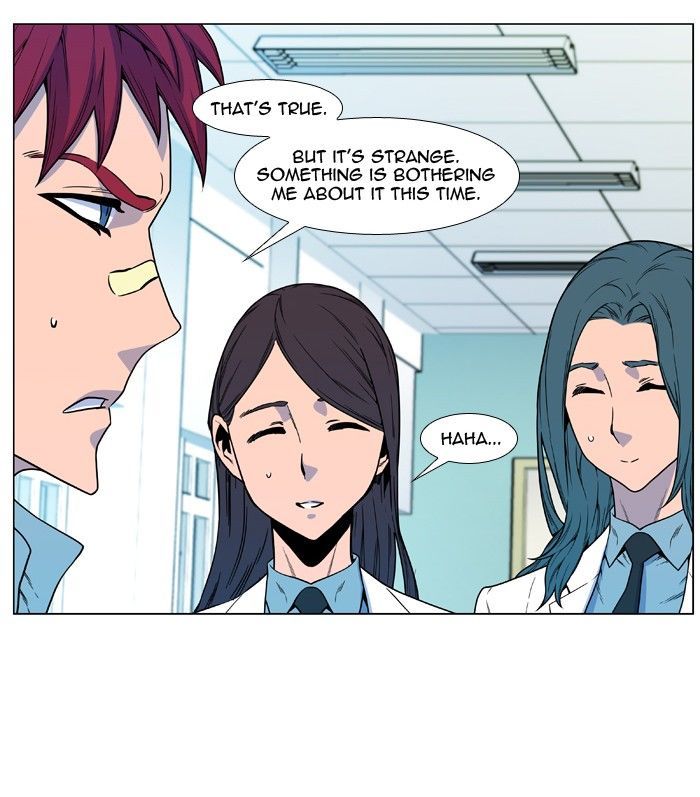 THAT'S TRUE.
BUT IT'S STRANGE.
SOMETHING IS BOTHERING
ME ABOUT IT THIS TIME.
HAHA...